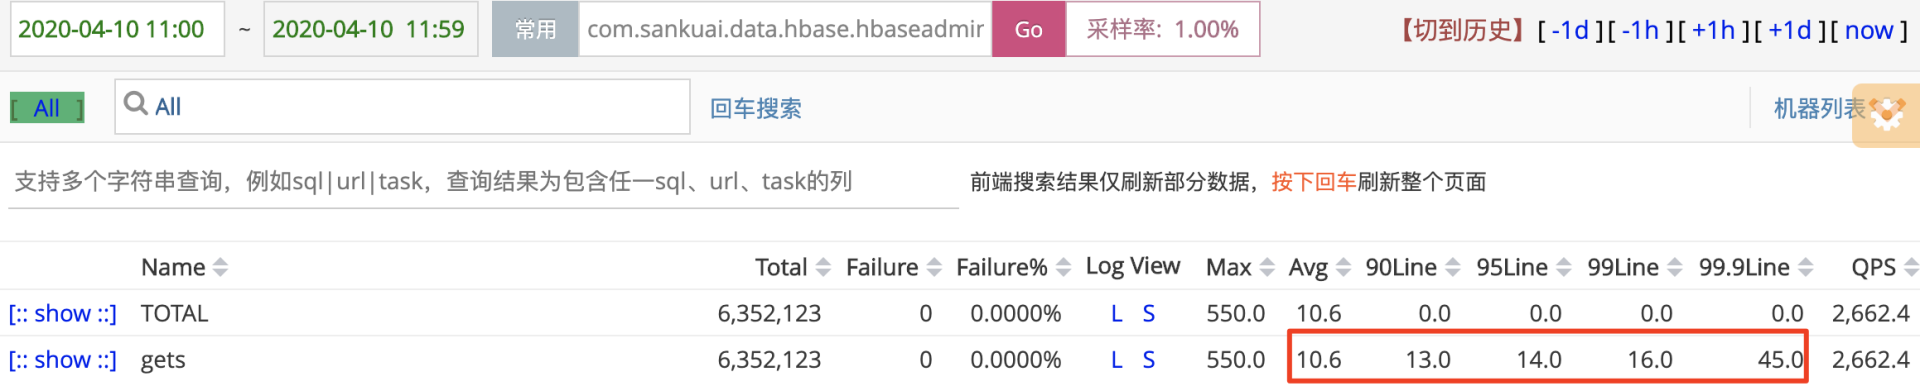 2020-04-10 11:00 ~ 2020-04-10 11:59 常用 com.sankuai.data.hbase.hbaseadmir Go 采样率: 1.00% 【切到历史】 [ -1d ][ -1h ][ +1h ][ +1d ][ now ]
[ All ] All 回车搜索 机器列表
支持多个字符串查询，例如sql|url|task，查询结果为包含任一sql、url、task的列 前端搜索结果仅刷新部分数据，按下回车刷新整个页面
Name Total Failure Failure% Log View Max Avg 90Line 95Line 99Line 99.9Line QPS
[:: show ::] TOTAL 6,352,123 0 0.0000% L S 550.0 10.6 0.0 0.0 0.0 0.0 2,662.4
[:: show ::] gets 6,352,123 0 0.0000% L S 550.0 10.6 13.0 14.0 16.0 45.0 2,662.4